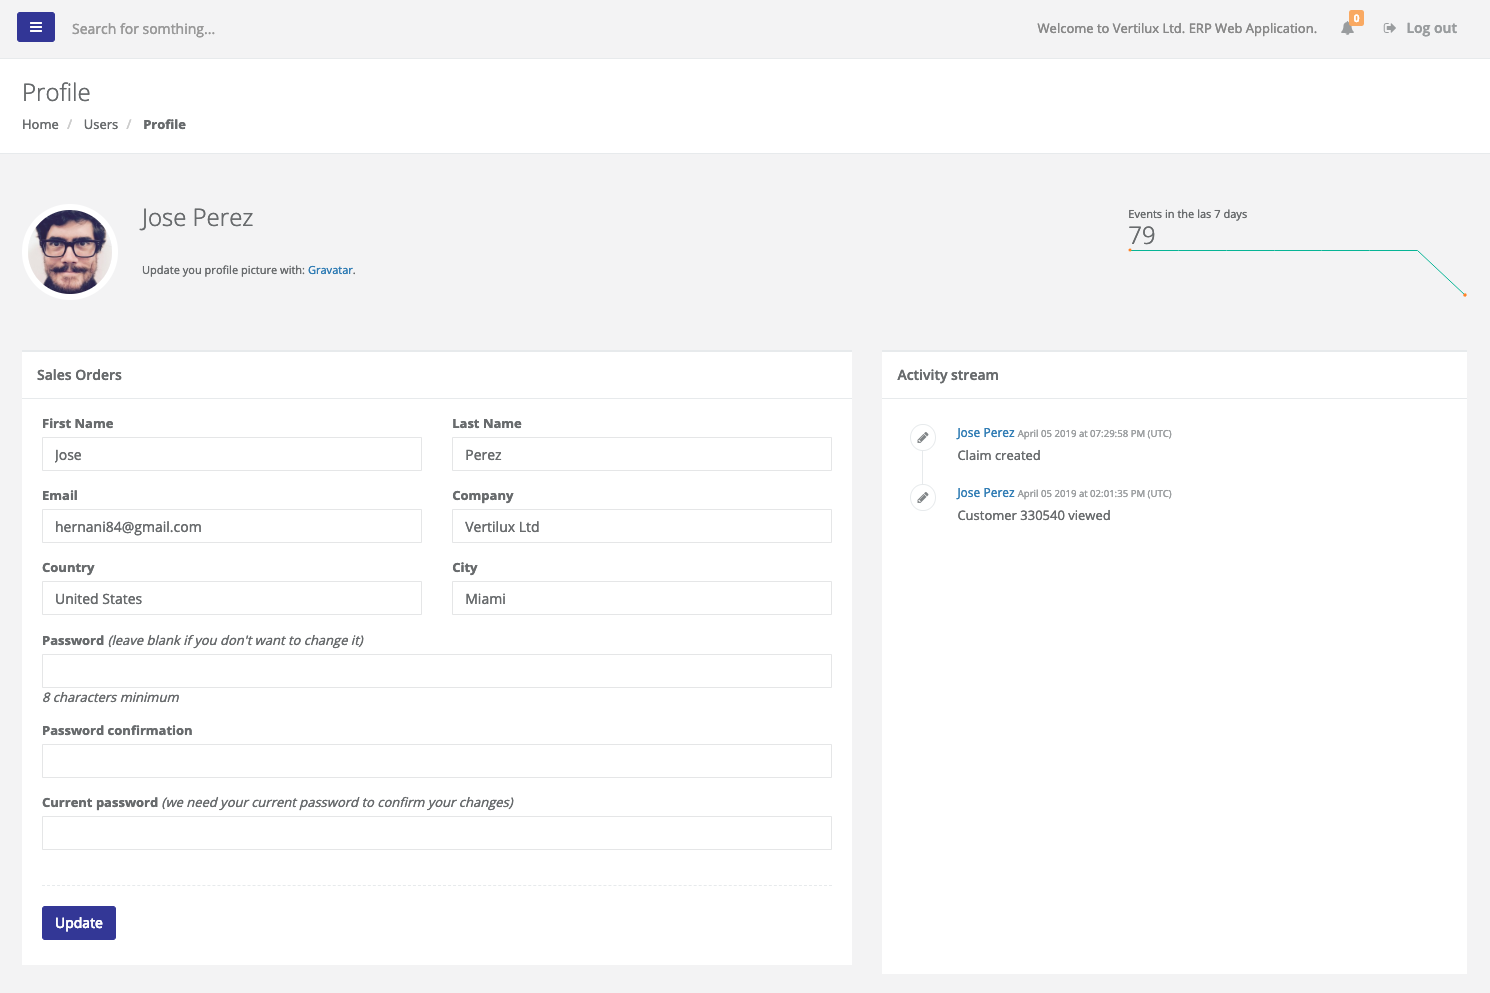 Search for somthing...
Welcome to Vertilux Ltd. ERP Web Application.
0
Log out
Profile
Home / Users / Profile
Jose Perez
Update you profile picture with: Gravatar.
Events in the las 7 days
79
Sales Orders
First Name
Last Name
Jose
Perez
Email
Company
hernani84@gmail.com
Vertilux Ltd
Country
City
United States
Miami
Password (leave blank if you don't want to change it)
8 characters minimum
Password confirmation
Current password (we need your current password to confirm your changes)
Update
Activity stream
Jose Perez April 05 2019 at 07:29:58 PM (UTC)
Claim created
Jose Perez April 05 2019 at 02:01:35 PM (UTC)
Customer 330540 viewed